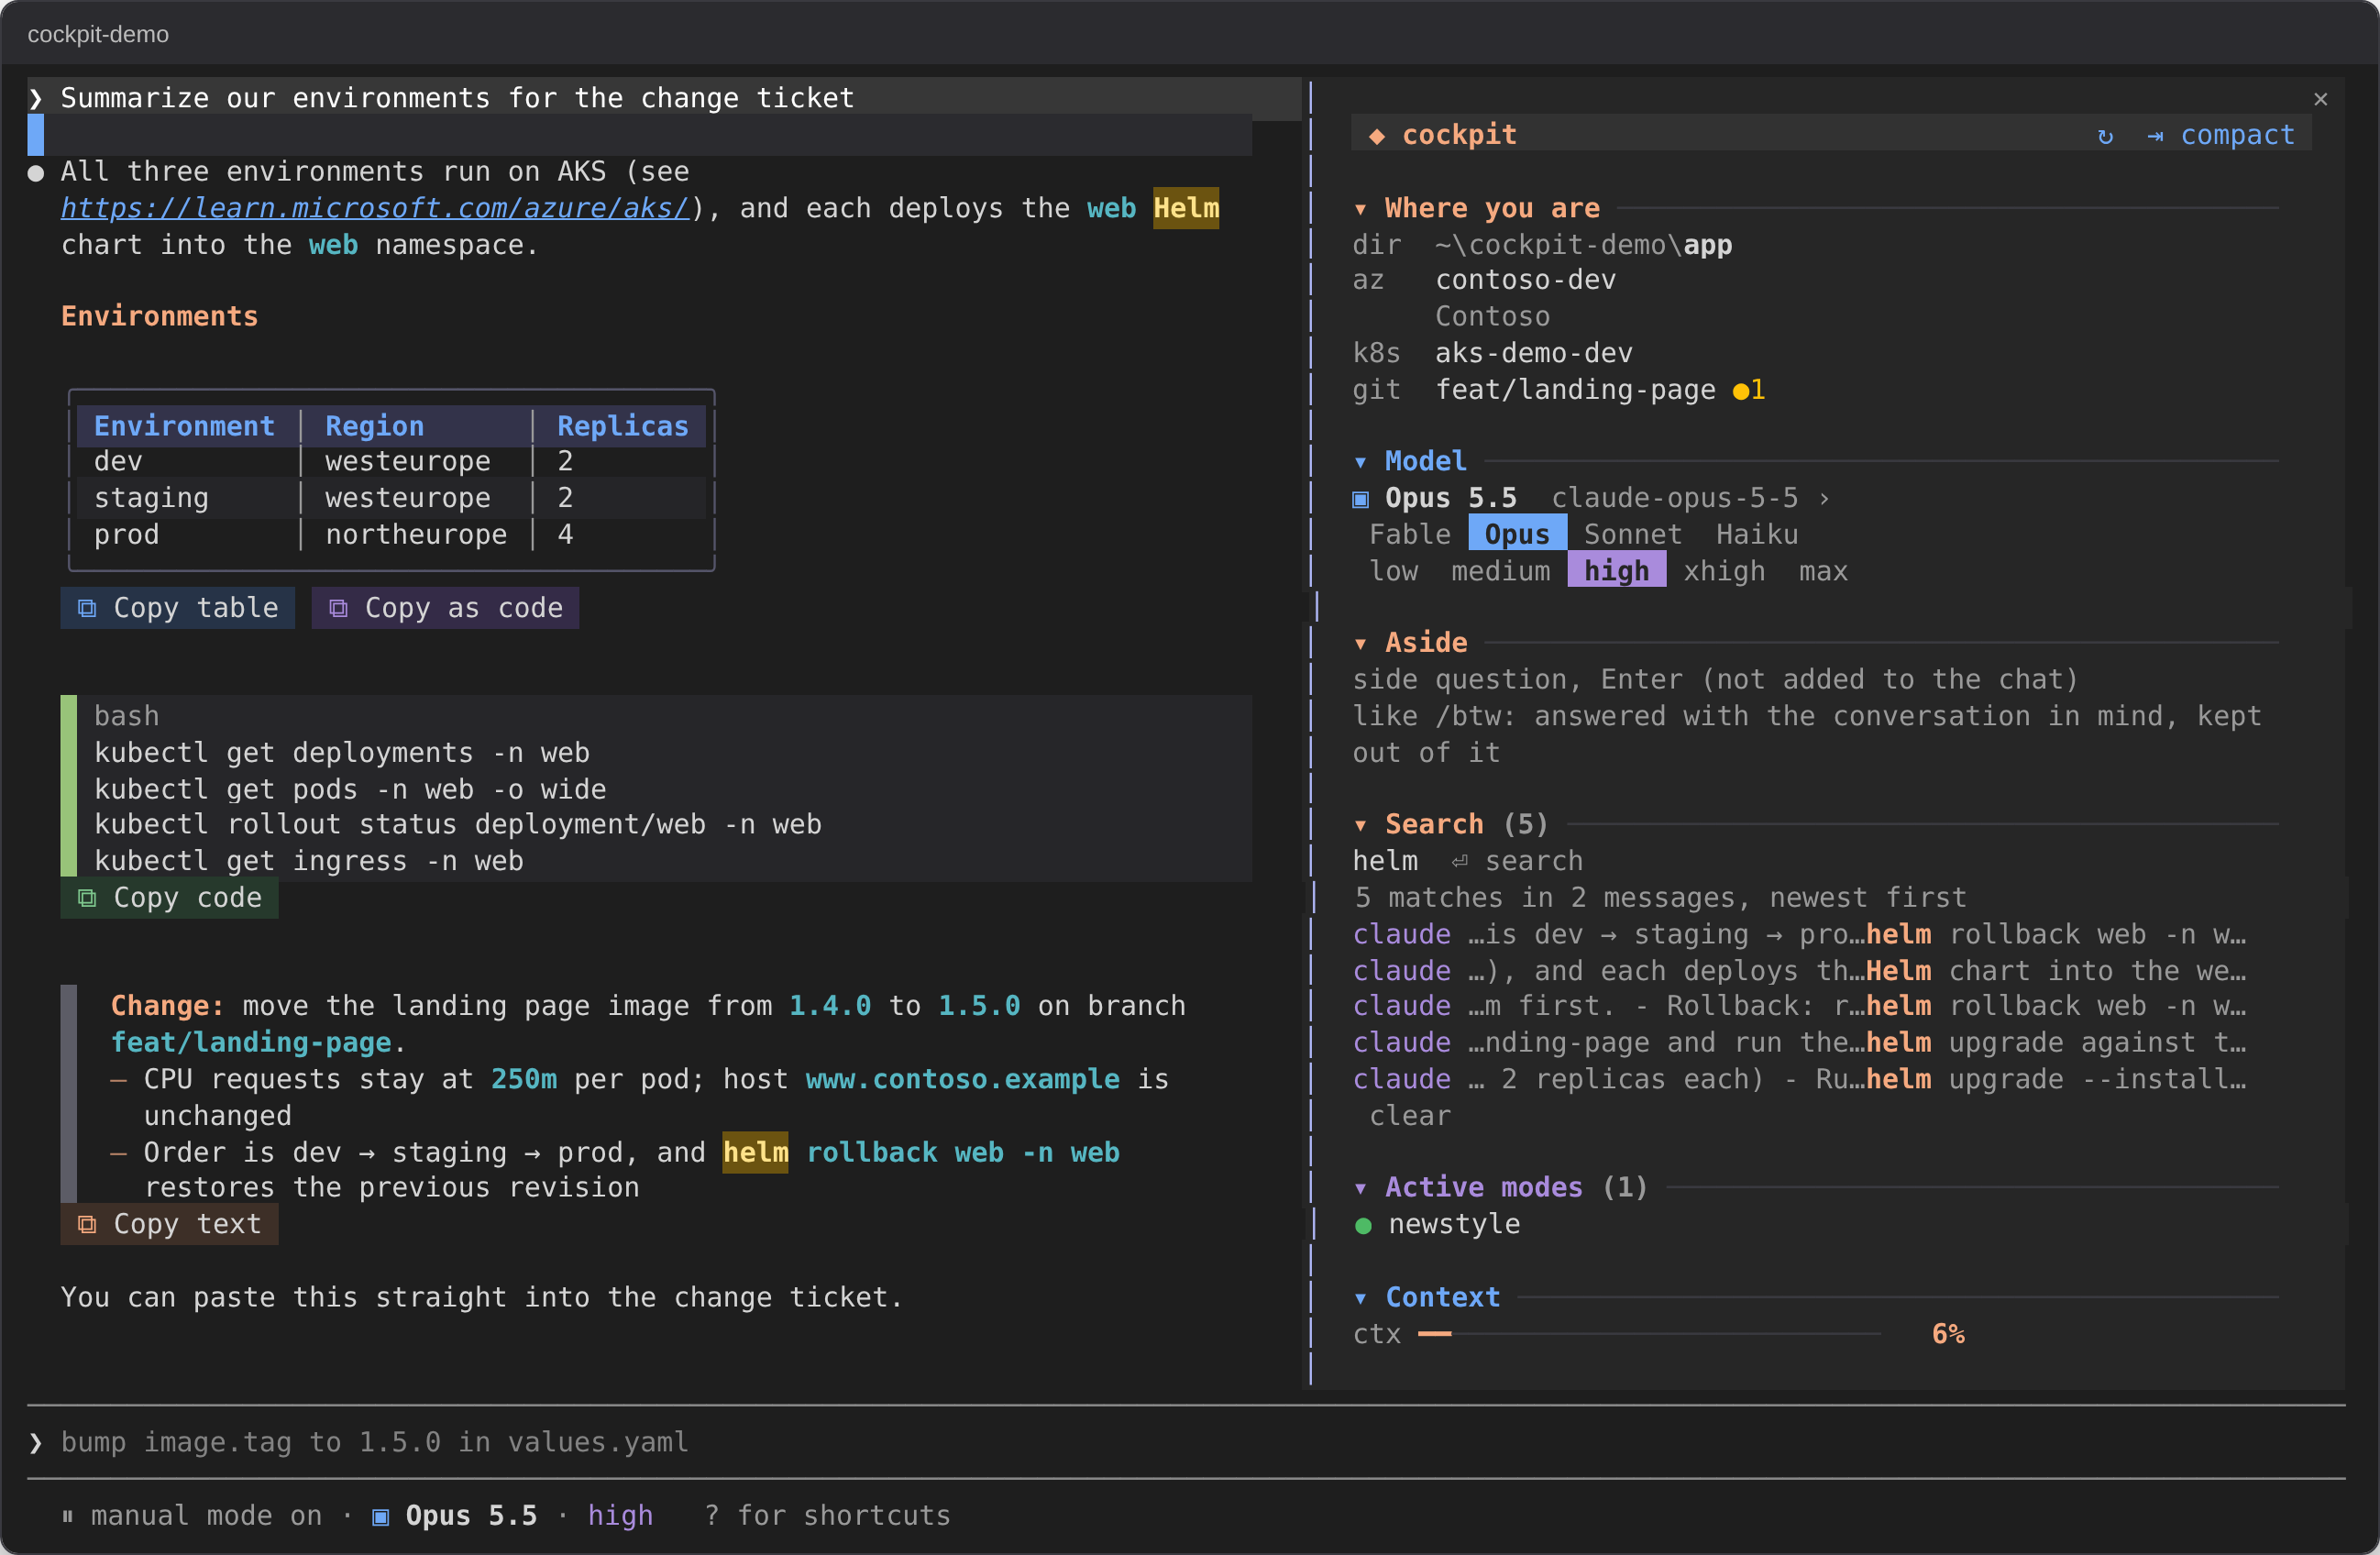 cockpit-demo
❯ Summarize our environments for the change ticket
● All three environments run on AKS (see
https://learn.microsoft.com/azure/aks/), and each deploys the web Helm
chart into the web namespace.
Environments
Environment │ Region │ Replicas
dev │ westeurope │ 2
staging │ westeurope │ 2
prod │ northeurope │ 4
⧉ Copy table ⧉ Copy as code
bash
kubectl get deployments -n web
kubectl get pods -n web -o wide
kubectl rollout status deployment/web -n web
kubectl get ingress -n web
⧉ Copy code
Change: move the landing page image from 1.4.0 to 1.5.0 on branch
feat/landing-page.
– CPU requests stay at 250m per pod; host www.contoso.example is
unchanged
– Order is dev → staging → prod, and helm rollback web -n web
restores the previous revision
⧉ Copy text
You can paste this straight into the change ticket.
×
◆ cockpit ↻ ⇥ compact
▾ Where you are
dir ~\cockpit-demo\app
az contoso-dev
Contoso
k8s aks-demo-dev
git feat/landing-page ●1
▾ Model
▣ Opus 5.5 claude-opus-5-5 ›
Fable Opus Sonnet Haiku
low medium high xhigh max
▾ Aside
side question, Enter (not added to the chat)
like /btw: answered with the conversation in mind, kept
out of it
▾ Search (5)
helm ⏎ search
5 matches in 2 messages, newest first
claude …is dev → staging → pro…helm rollback web -n w…
claude …), and each deploys th…Helm chart into the we…
claude …m first. - Rollback: r…helm rollback web -n w…
claude …nding-page and run the…helm upgrade against t…
claude … 2 replicas each) - Ru…helm upgrade --install…
clear
▾ Active modes (1)
● newstyle
▾ Context
ctx 6%
❯ bump image.tag to 1.5.0 in values.yaml
⏸ manual mode on · ▣ Opus 5.5 · high ? for shortcuts